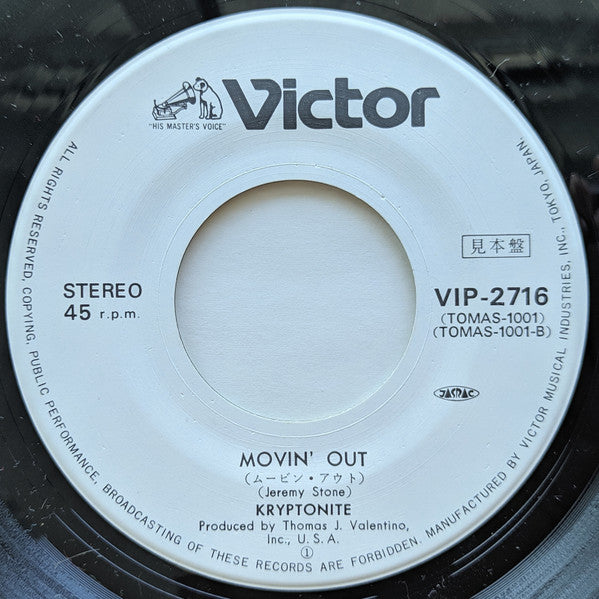 Victor
"HIS MASTER'S VOICE"
見本盤
STEREO
45 r.p.m.
VIP-2716
(TOMAS-1001)
(TOMAS-1001-B)
JASRAC
MOVIN' OUT
(ムービン・アウト)
(Jeremy Stone)
KRYPTONITE
Produced by Thomas J. Valentino,
Inc., U. S. A.
①
ALL RIGHTS RESERVED, COPYING, PUBLIC PERFORMANCE, BROADCASTING OF THESE RECORDS ARE FORBIDDEN. MANUFACTURED BY VICTOR MUSICAL INDUSTRIES, INC., TOKYO, JAPAN.